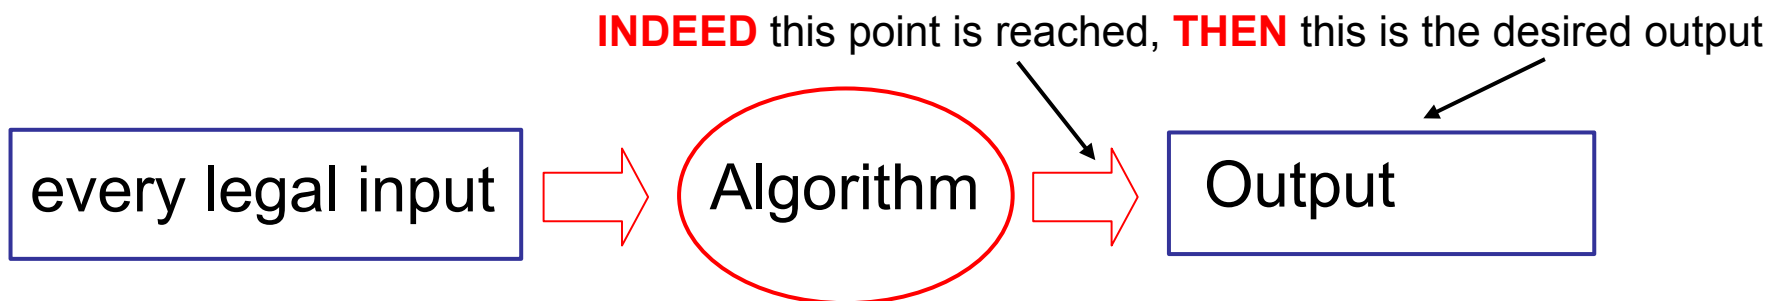 INDEED this point is reached, THEN this is the desired output
every legal input
Algorithm
Output